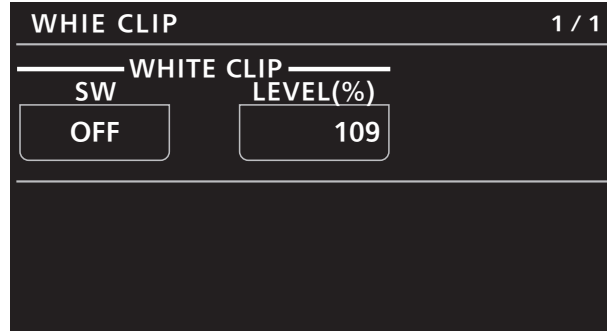 WHIE CLIP 1 / 1
WHITE CLIP
SW LEVEL(%)
OFF 109